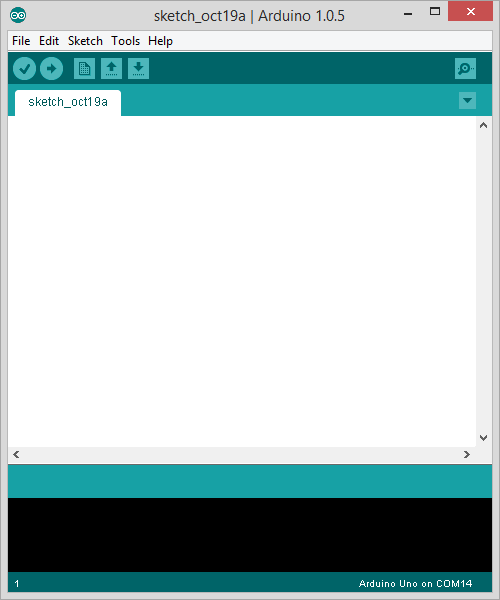 sketch_oct19a | Arduino 1.0.5
File Edit Sketch Tools Help
sketch_oct19a
1 Arduino Uno on COM14